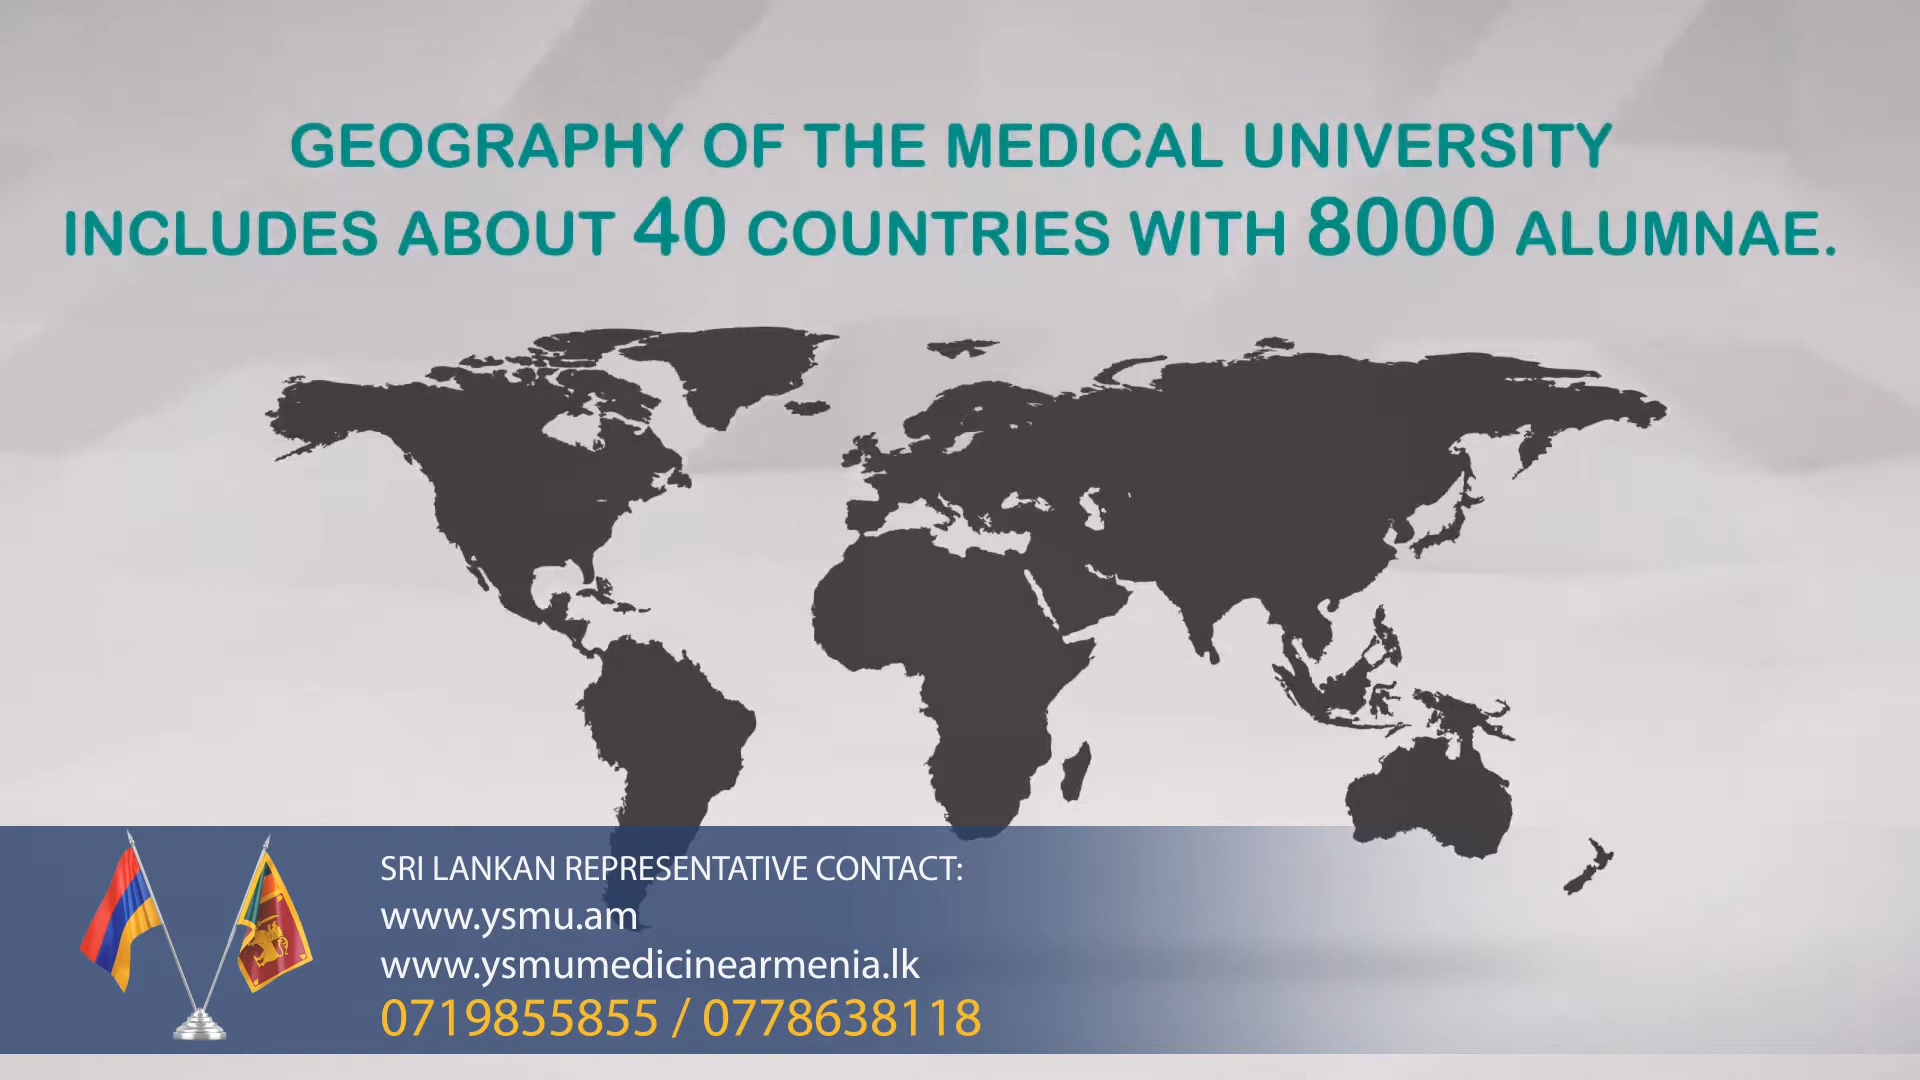 GEOGRAPHY OF THE MEDICAL UNIVERSITY
INCLUDES ABOUT 40 COUNTRIES WITH 8000 ALUMNAE.
SRI LANKAN REPRESENTATIVE CONTACT:
www.ysmu.am
www.ysmumedicinearmenia.lk
0719855855 / 0778638118